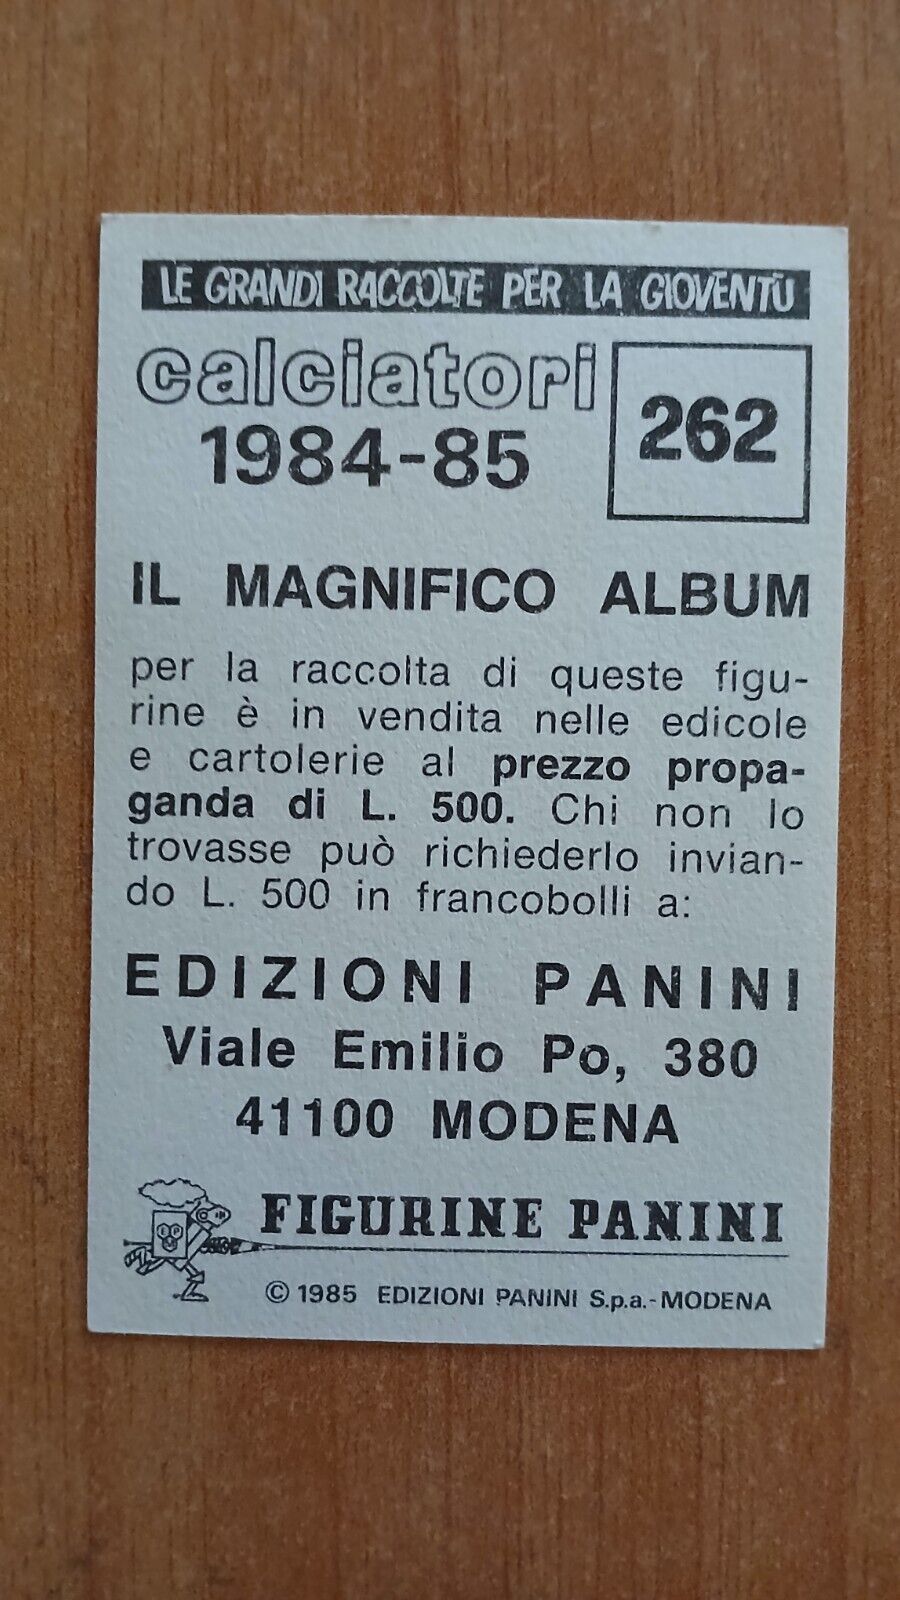 LE GRANDI RACCOLTE PER LA GIOVENTÙ
calciatori
1984-85
262
IL MAGNIFICO ALBUM
per la raccolta di queste figu-
rine è in vendita nelle edicole
e cartolerie al prezzo propa-
ganda di L. 500. Chi non lo
trovasse può richiederlo invian-
do L. 500 in francobolli a:
EDIZIONI PANINI
Viale Emilio Po, 380
41100 MODENA
FIGURINE PANINI
© 1985 EDIZIONI PANINI S.p.a.-MODENA